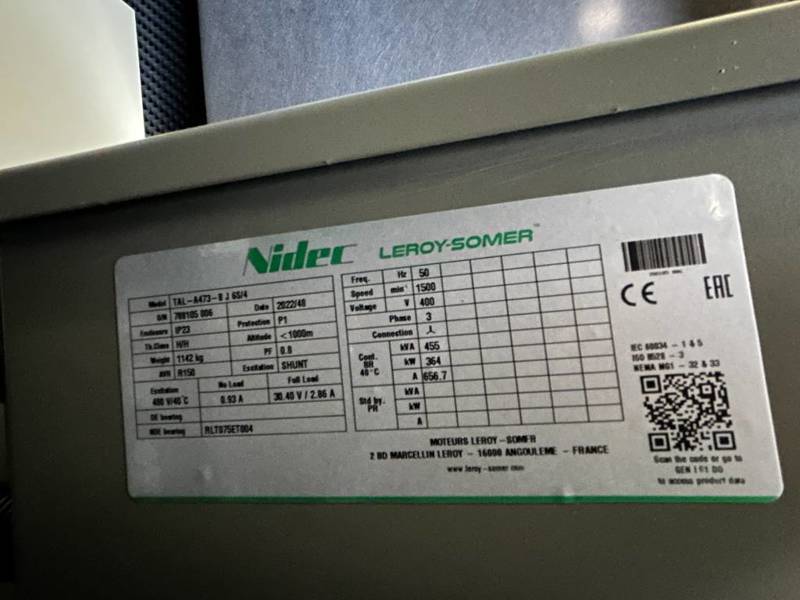 Nidec LEROY-SOMER™
Model TAL-A473-B J 6S/4
S/N 788105 006 Date 2022/48
Enclosure IP23 Protection P1
Th.Class H/H Altitude <1000m
Weight 1142 kg PF 0.8
AVR R150 Excitation SHUNT
Excitation No Load Full Load
400 V/40°C 0.93 A 30.40 V / 2.86 A
DE bearing
NDE bearing RLT075ET004
Freq. Hz 50
Speed min⁻¹ 1500
Voltage V 400
Phase 3
Connection
Cont. BR 40°C kVA 455
kW 364
A 656.7
Std by. PR kVA
kW
A
MOTEURS LEROY-SOMER
2 BD MARCELLIN LEROY - 16000 ANGOULEME - FRANCE
www.leroy-somer.com
CE EAC
IEC 60034 - 1 & 5
ISO 8528 - 3
NEMA MG1 - 32 & 33
Scan the code or go to
to access product data